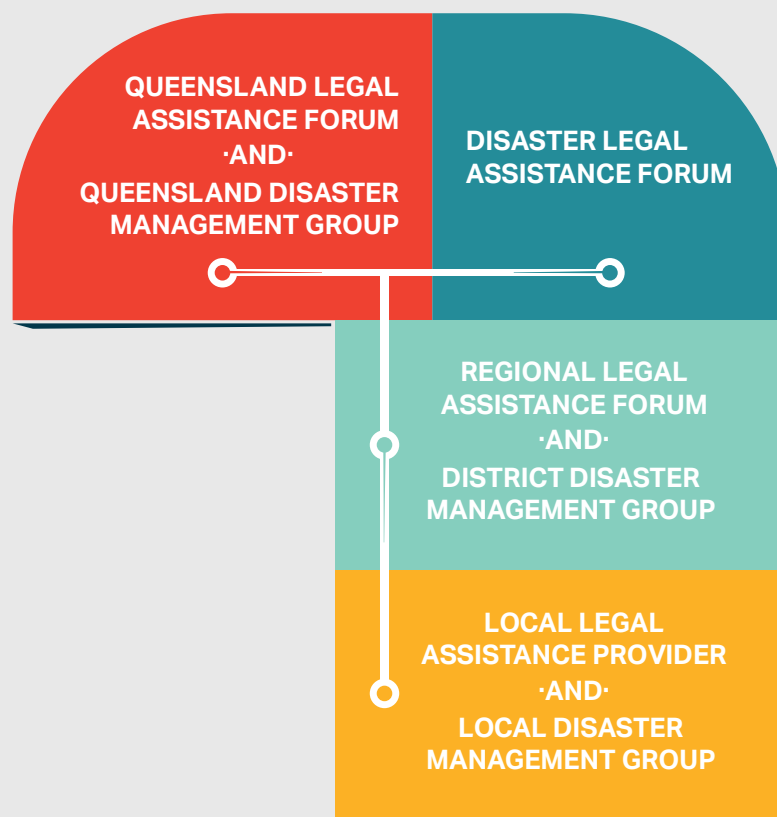 QUEENSLAND LEGAL
ASSISTANCE FORUM
·AND·
QUEENSLAND DISASTER
MANAGEMENT GROUP
DISASTER LEGAL
ASSISTANCE FORUM
REGIONAL LEGAL
ASSISTANCE FORUM
·AND·
DISTRICT DISASTER
MANAGEMENT GROUP
LOCAL LEGAL
ASSISTANCE PROVIDER
·AND·
LOCAL DISASTER
MANAGEMENT GROUP